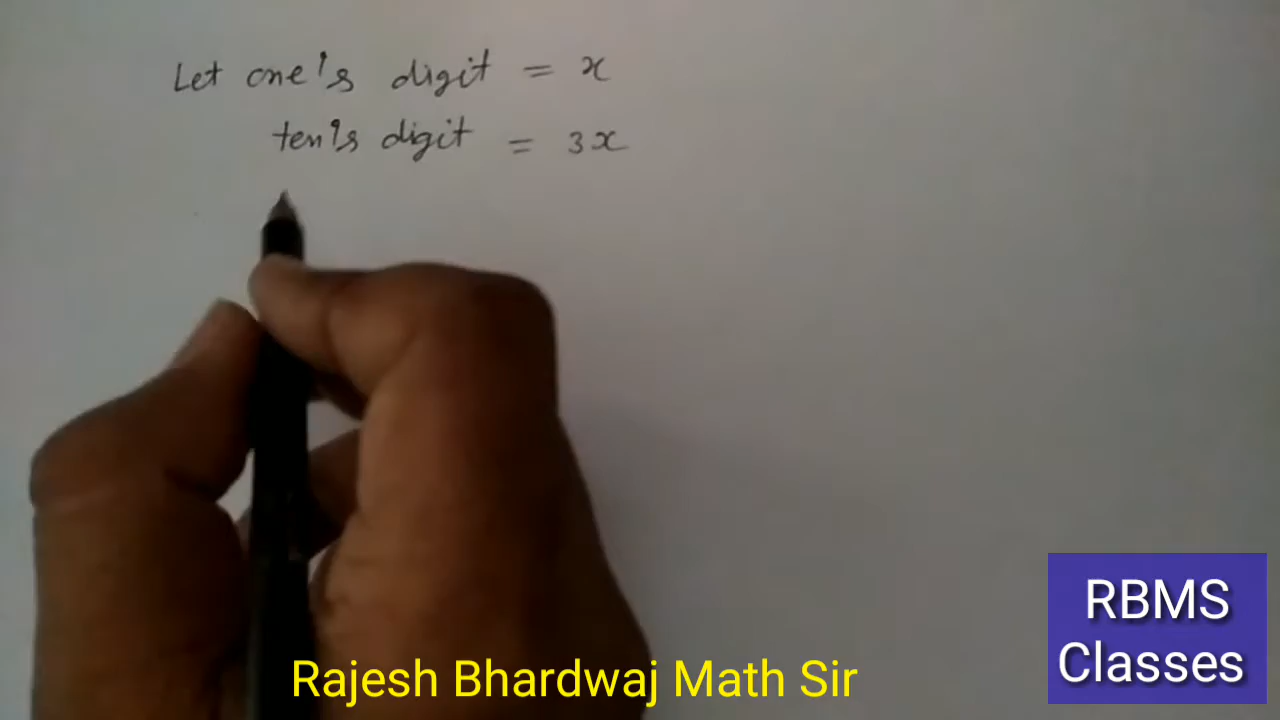 Let one's digit = x
ten's digit = 3x
RBMS
Classes
Rajesh Bhardwaj Math Sir